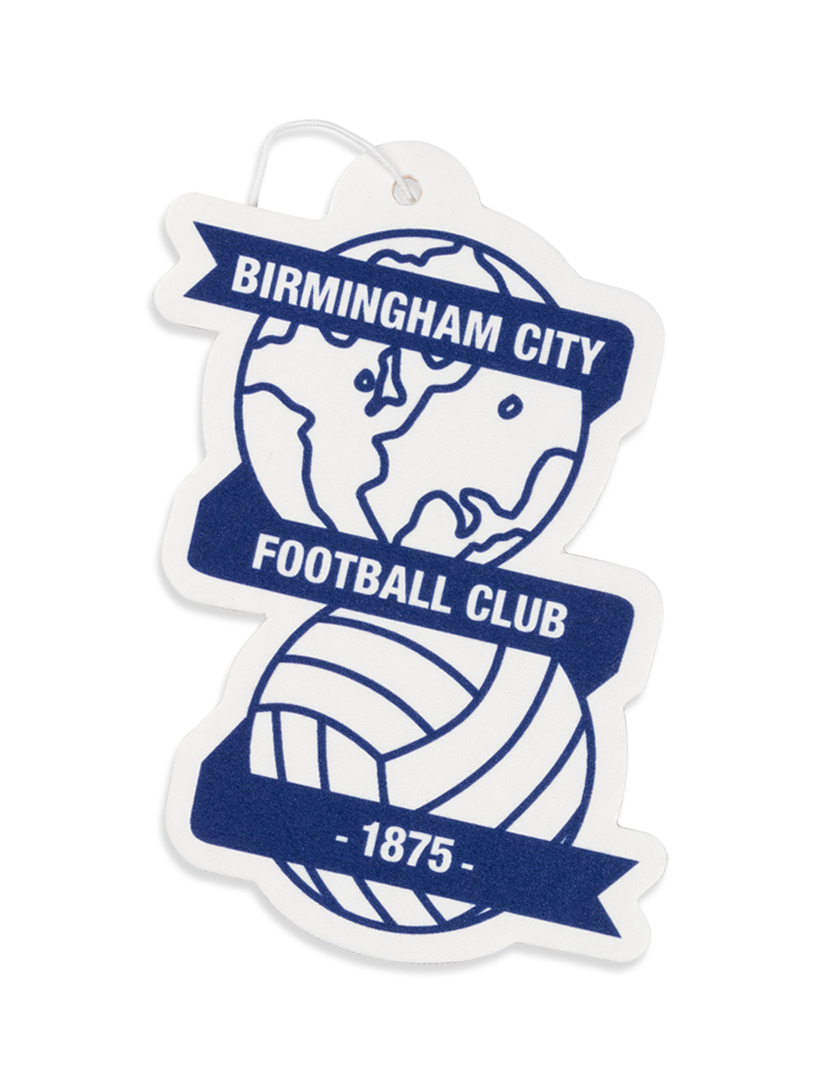 BIRMINGHAM CITY
FOOTBALL CLUB
- 1875 -